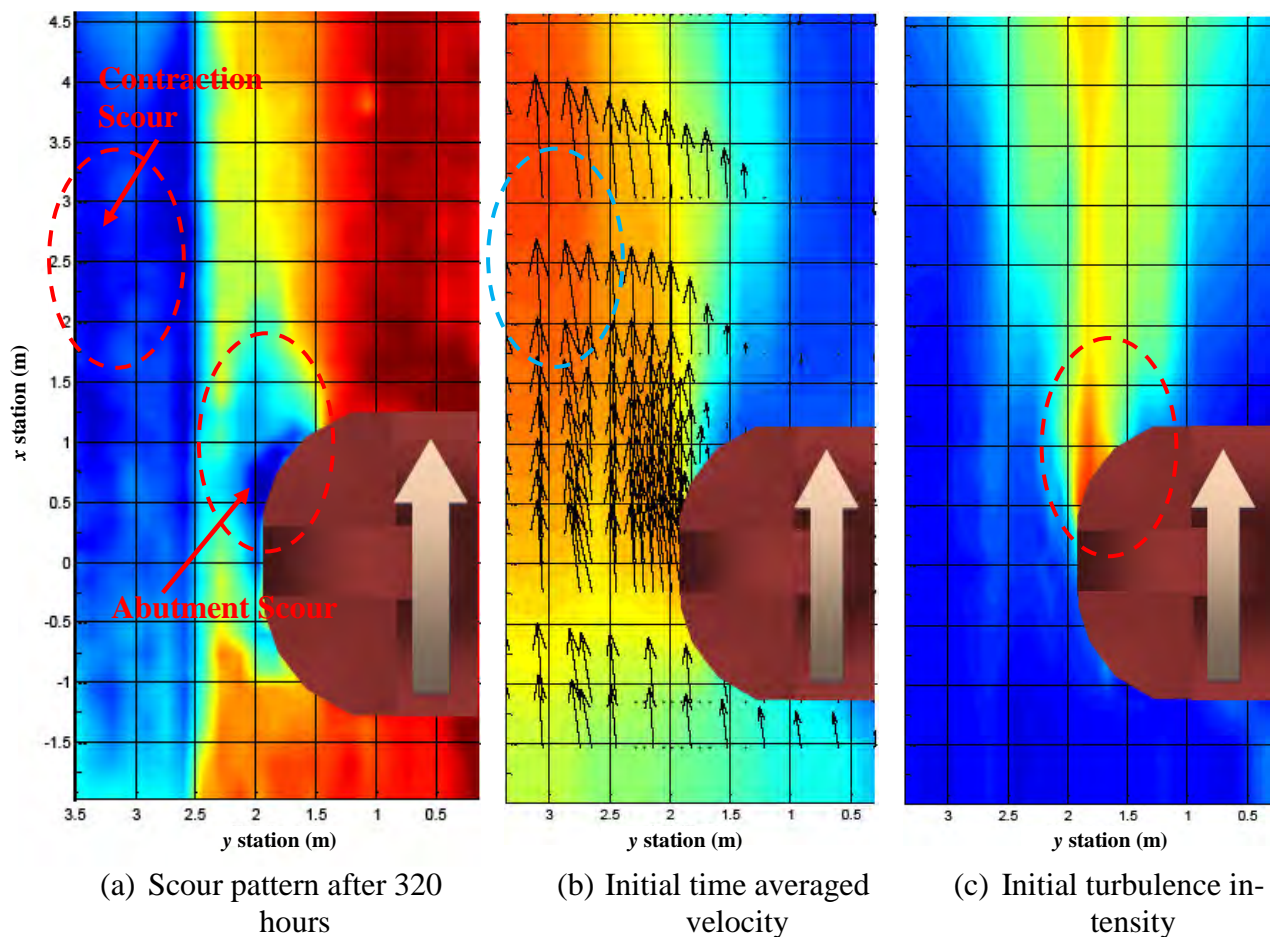 4.5
4
3.5
3
2.5
2
1.5
1
0.5
0
-0.5
-1
-1.5
x station (m)
Contraction
Scour
Abutment Scour
3.5 3 2.5 2 1.5 1 0.5
y station (m)
3 2.5 2 1.5 1 0.5
y station (m)
3 2.5 2 1.5 1 0.5
y station (m)
(a) Scour pattern after 320
hours
(b) Initial time averaged
velocity
(c) Initial turbulence in-
tensity